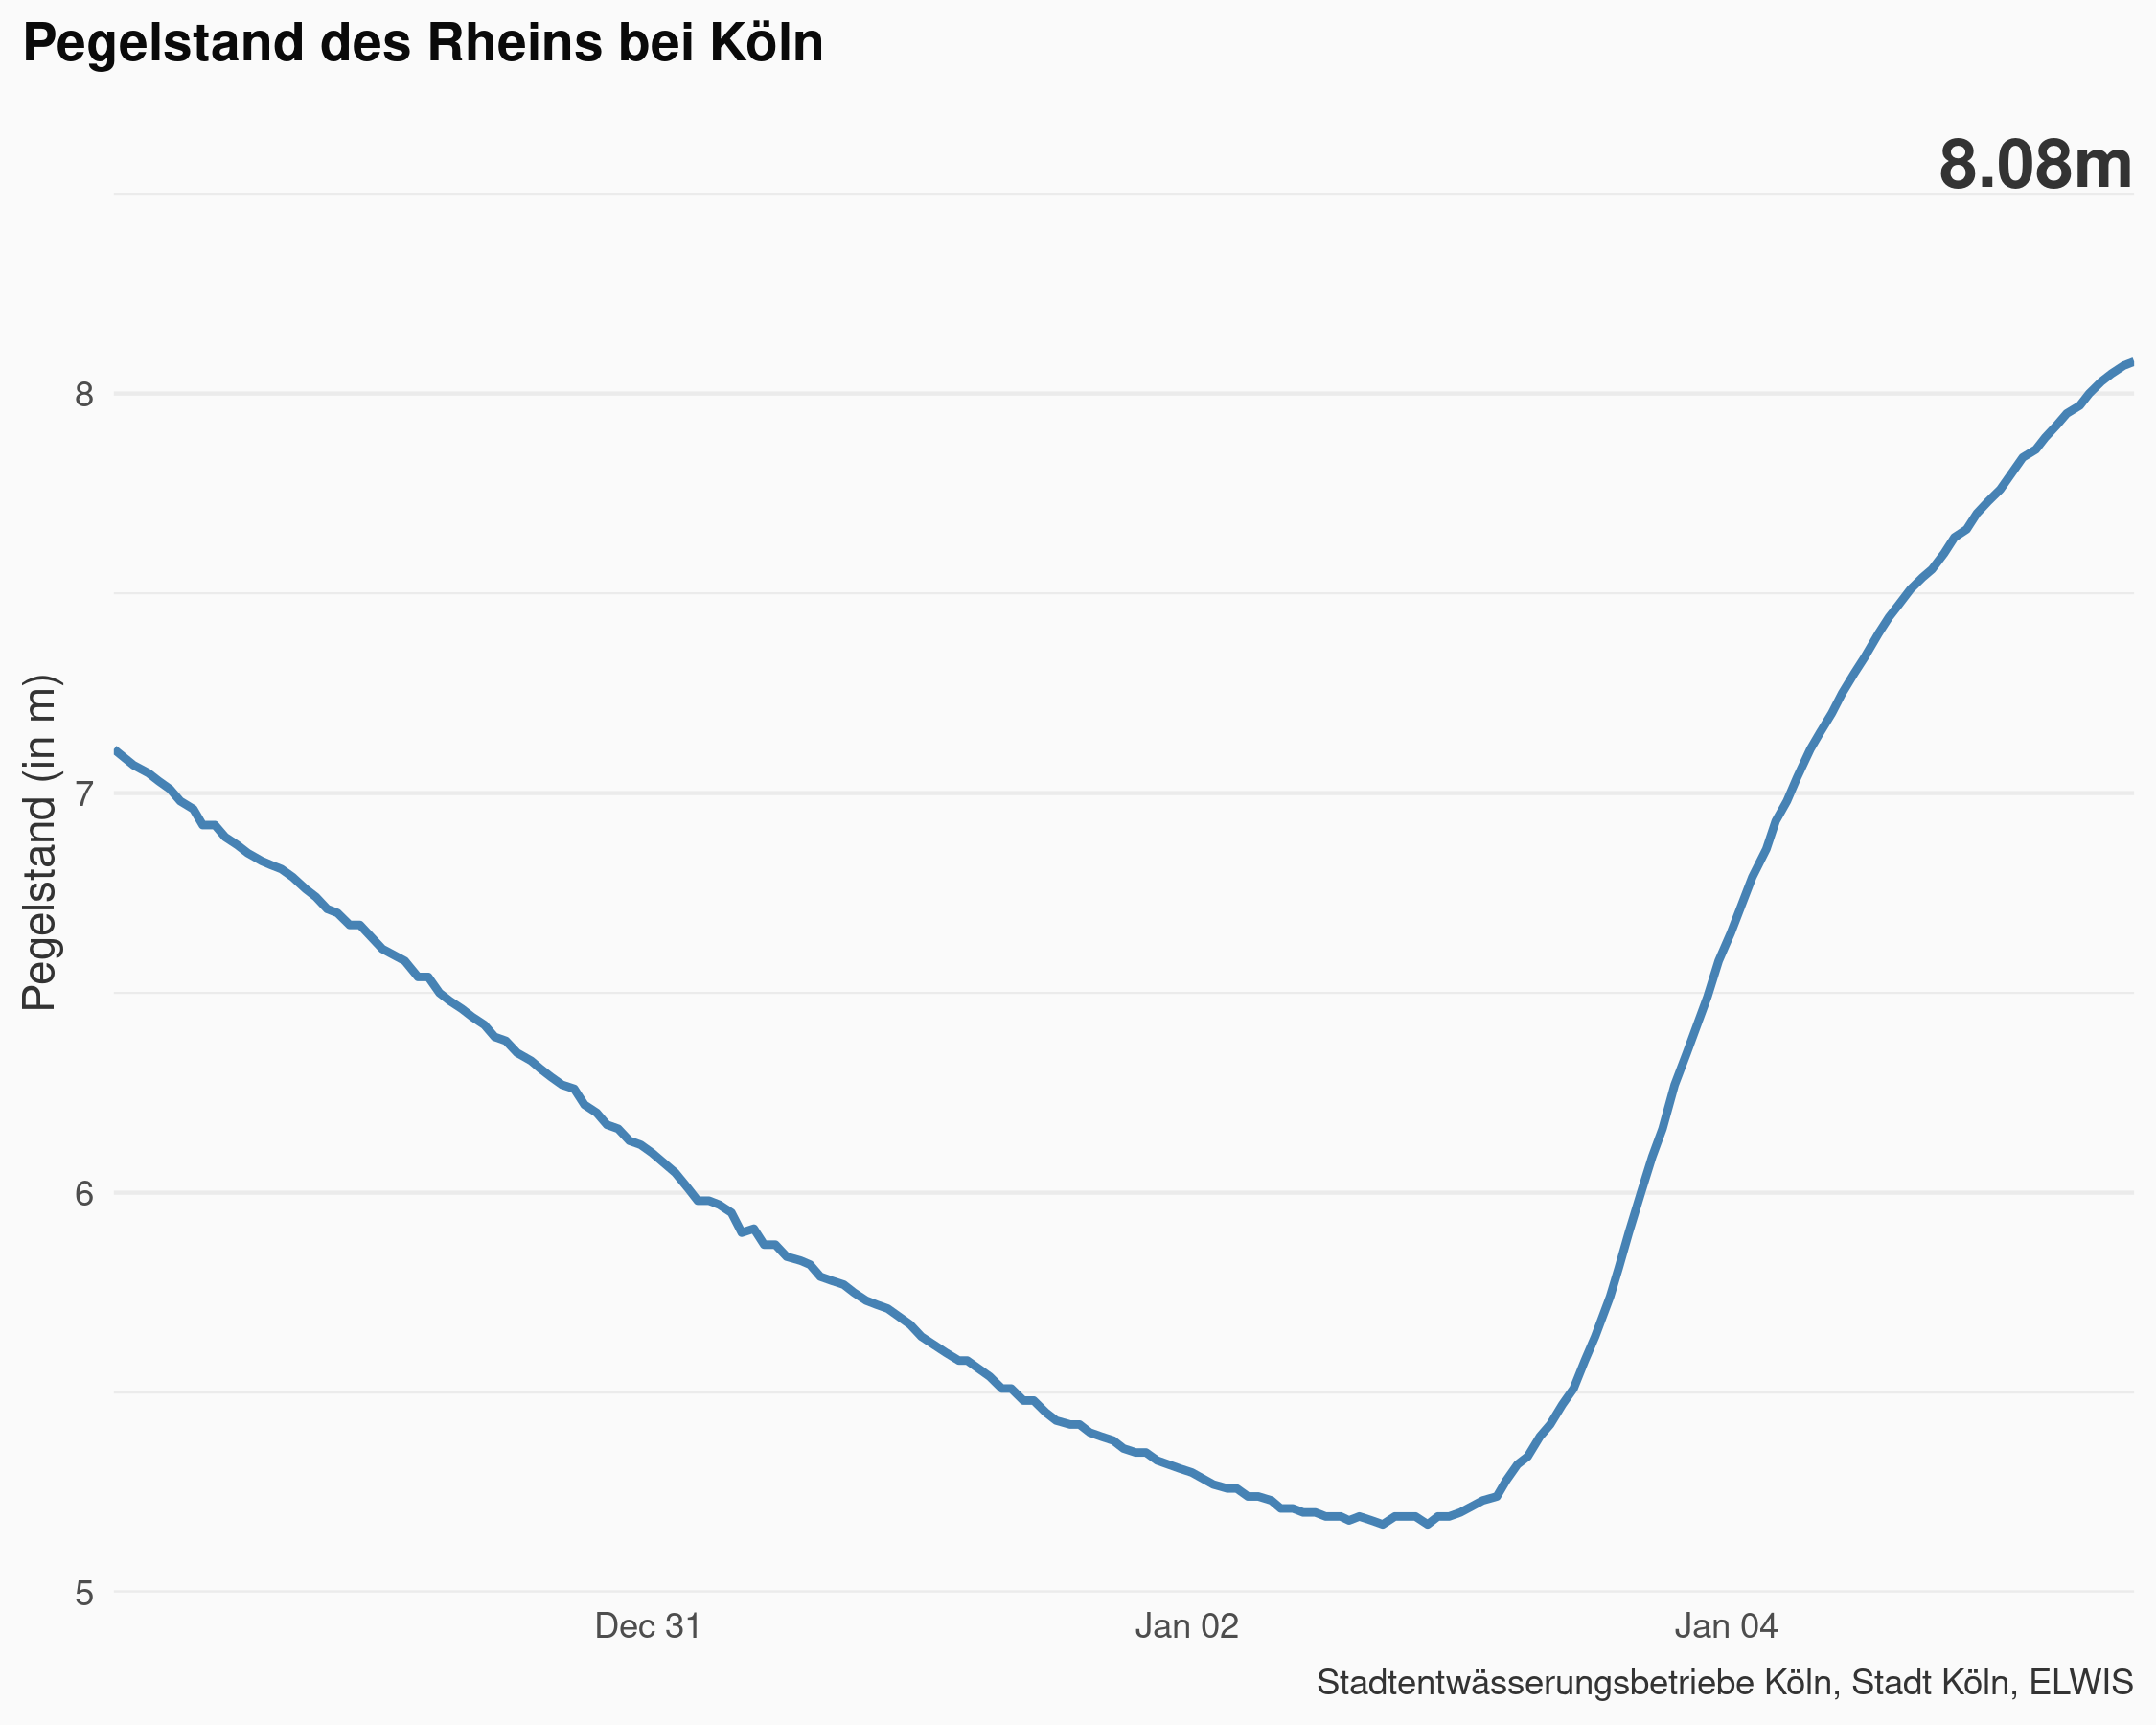 Pegelstand des Rheins bei Köln
8.08m
Pegelstand (in m)
8
7
6
5
Dec 31 Jan 02 Jan 04
Stadtentwässerungsbetriebe Köln, Stadt Köln, ELWIS